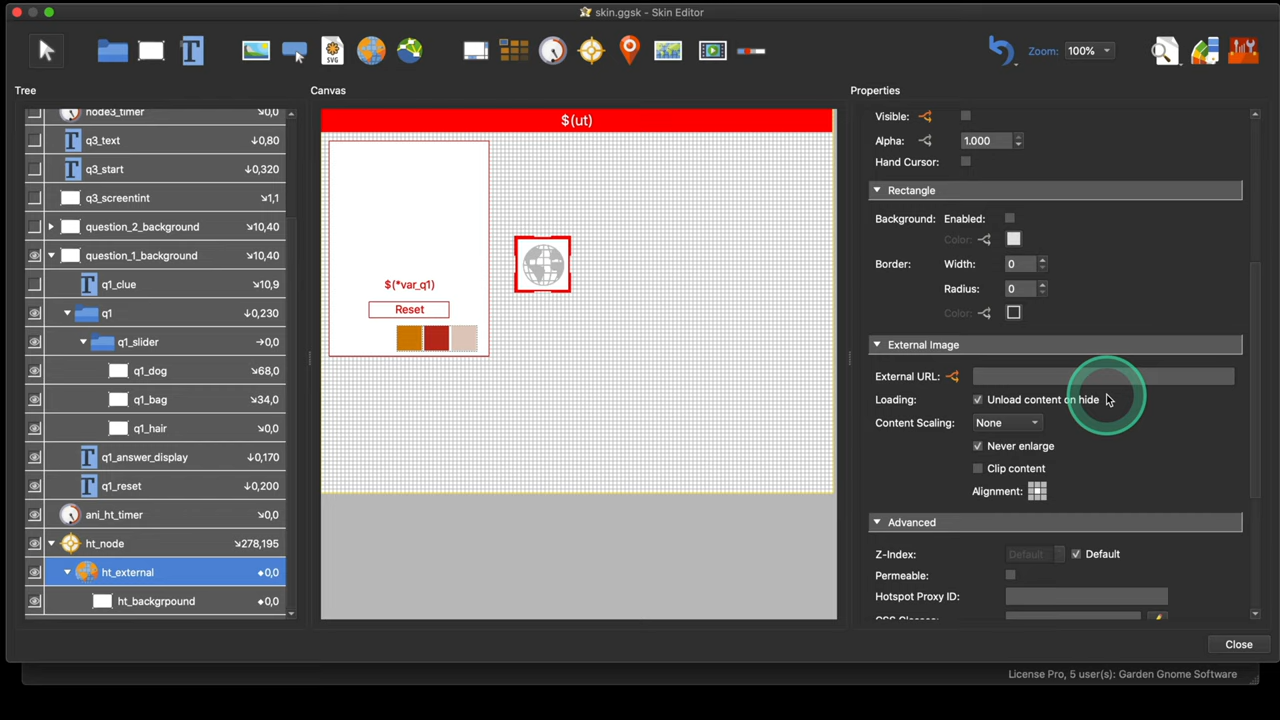 skin.ggsk - Skin Editor
SVG
Zoom: 100%
Tree
Canvas
Properties
node3_timer 0,0
q3_text 0,80
q3_start 0,320
q3_screentint 1,1
question_2_background 10,40
question_1_background 10,40
q1_clue 10,9
q1 0,230
q1_slider 0,0
q1_dog 68,0
q1_bag 34,0
q1_hair 0,0
q1_answer_display 0,170
q1_reset 0,200
ani_ht_timer 0,0
ht_node 278,195
ht_external 0,0
ht_backgrpound 0,0
$(ut)
$(*var_q1)
Reset
Visible:
Alpha: 1.000
Hand Cursor:
Rectangle
Background: Enabled:
Color:
Border: Width: 0
Radius: 0
Color:
External Image
External URL:
Loading: Unload content on hide
Content Scaling: None
Never enlarge
Clip content
Alignment:
Advanced
Z-Index: Default Default
Permeable:
Hotspot Proxy ID:
CSS Classes:
Close
License Pro, 5 user(s): Garden Gnome Software